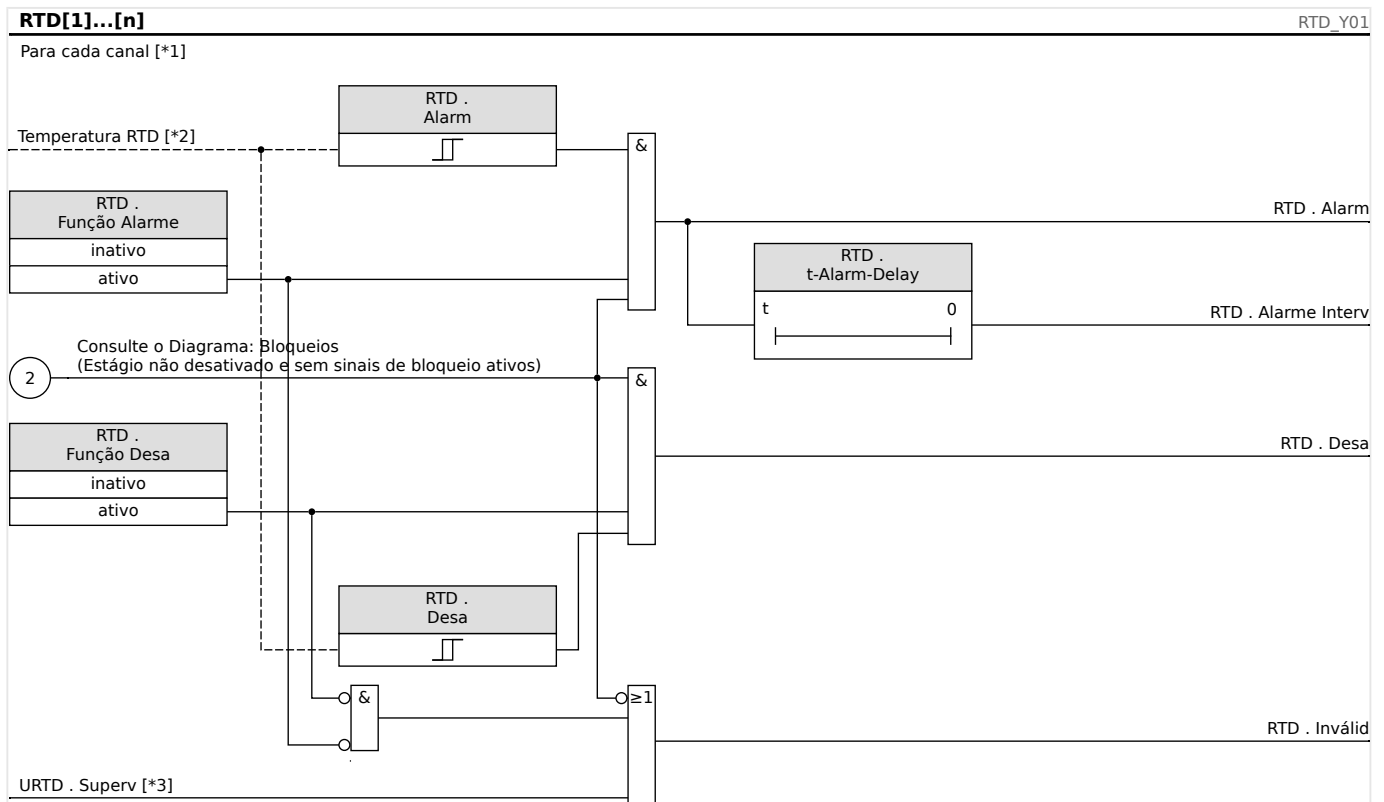 RTD[1]...[n]
RTD_Y01
Para cada canal [*1]
RTD .
Alarm
Temperatura RTD [*2]
&
RTD .
Função Alarme
inativo
ativo
RTD . Alarm
RTD .
t-Alarm-Delay
t 0
RTD . Alarme Interv
Consulte o Diagrama: Bloqueios
(Estágio não desativado e sem sinais de bloqueio ativos)
2
&
RTD .
Função Desa
inativo
ativo
RTD . Desa
RTD .
Desa
&
≥1
RTD . Inválid
URTD . Superv [*3]